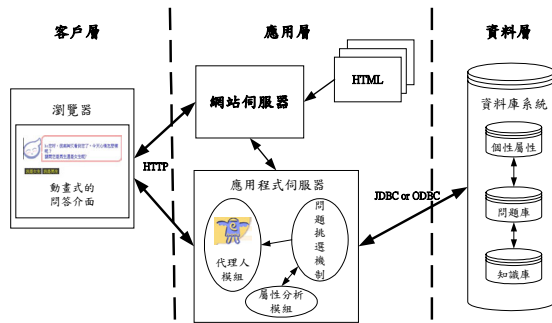 客戶層
應用層
資料層
瀏覽器
動畫式的
問答介面
HTTP
網站伺服器
HTML
應用程式伺服器
代理人
模組
問題挑選機制
屬性分析
模組
JDBC or ODBC
資料庫系統
個性屬性
問題庫
知識庫